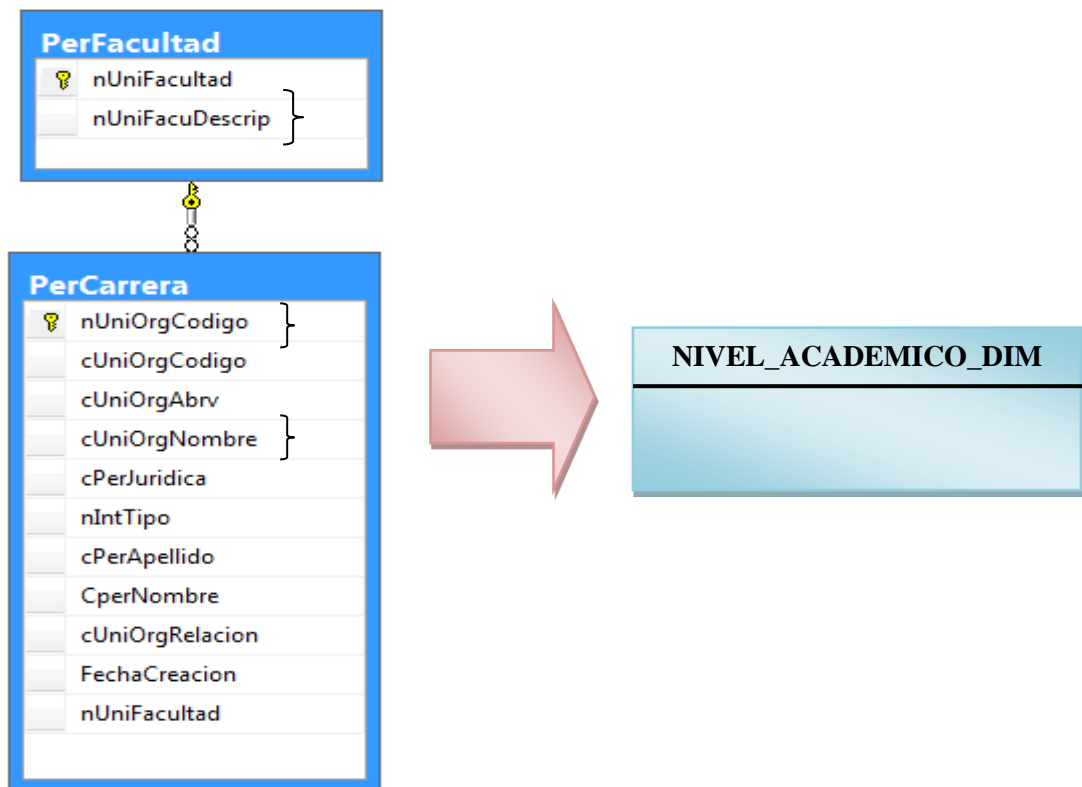 PerFacultad
nUniFacultad
nUniFacuDescrip
PerCarrera
nUniOrgCodigo
cUniOrgCodigo
cUniOrgAbrv
cUniOrgNombre
cPerJuridica
nIntTipo
cPerApellido
CperNombre
cUniOrgRelacion
FechaCreacion
nUniFacultad
NIVEL_ACADEMICO_DIM